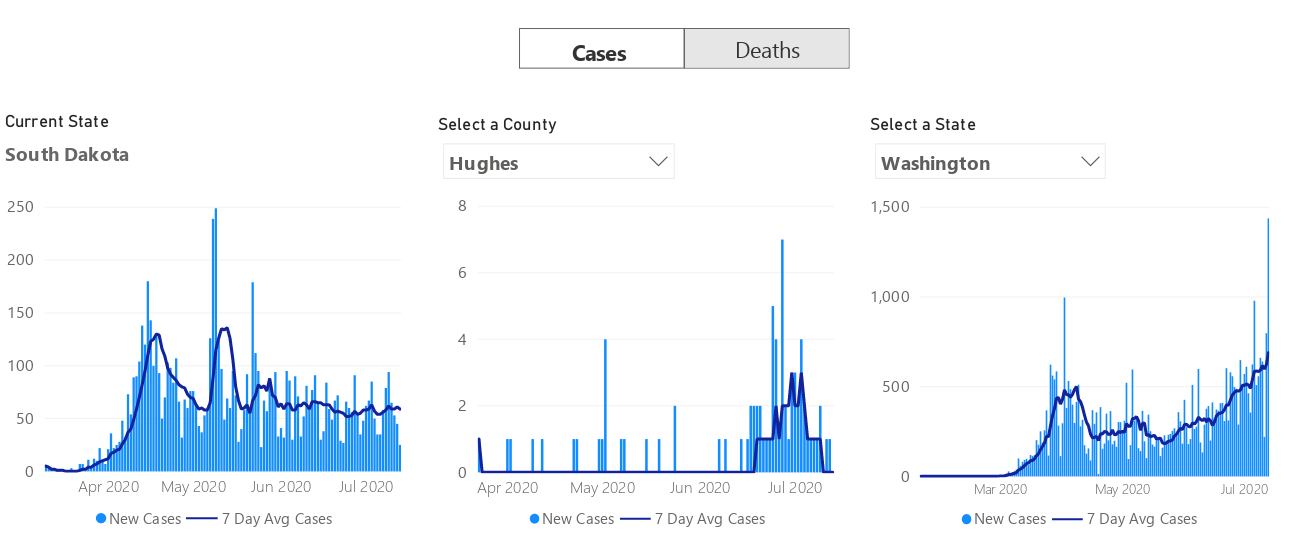 Cases Deaths
Current State
South Dakota
250
200
150
100
50
0
Apr 2020 May 2020 Jun 2020 Jul 2020
New Cases 7 Day Avg Cases
Select a County
Hughes
8
6
4
2
0
Apr 2020 May 2020 Jun 2020 Jul 2020
New Cases 7 Day Avg Cases
Select a State
Washington
1,500
1,000
500
0
Mar 2020 May 2020 Jul 2020
New Cases 7 Day Avg Cases